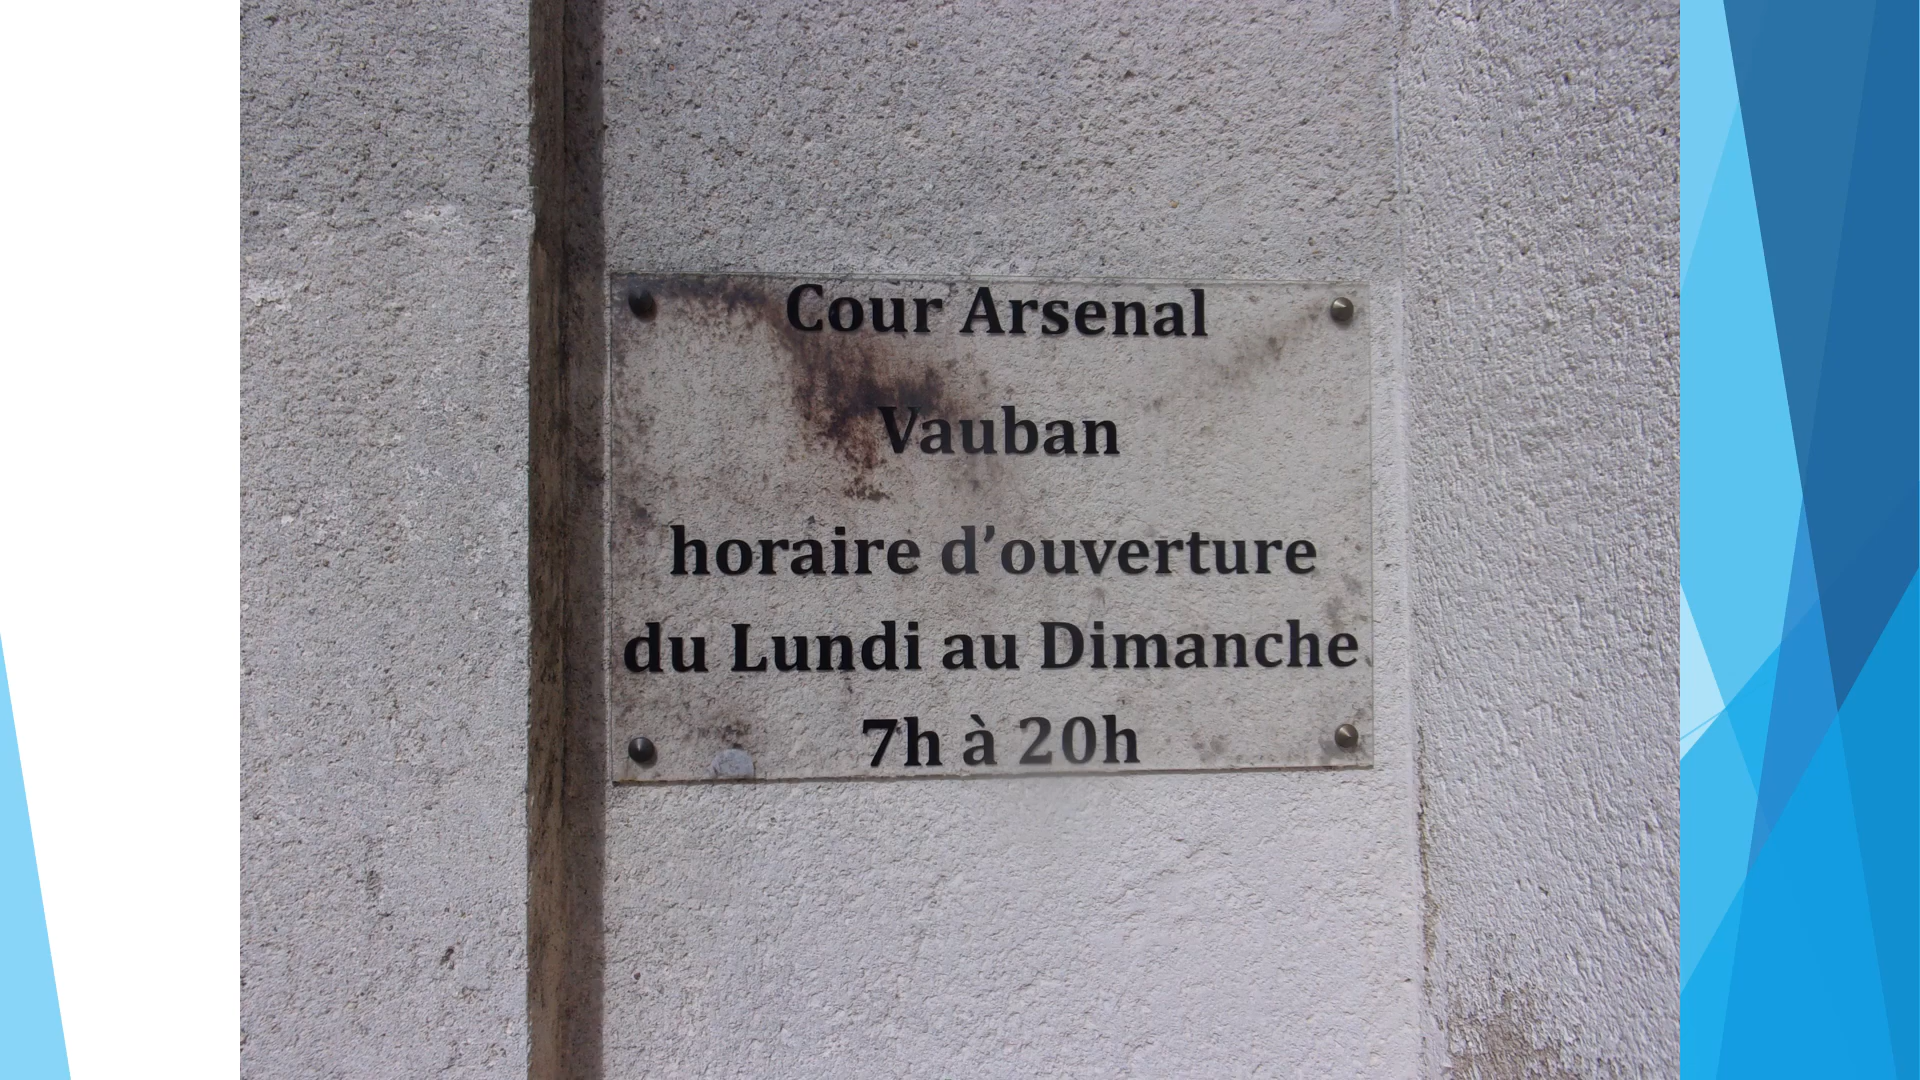 Cour Arsenal
Vauban
horaire d’ouverture
du Lundi au Dimanche
7h à 20h